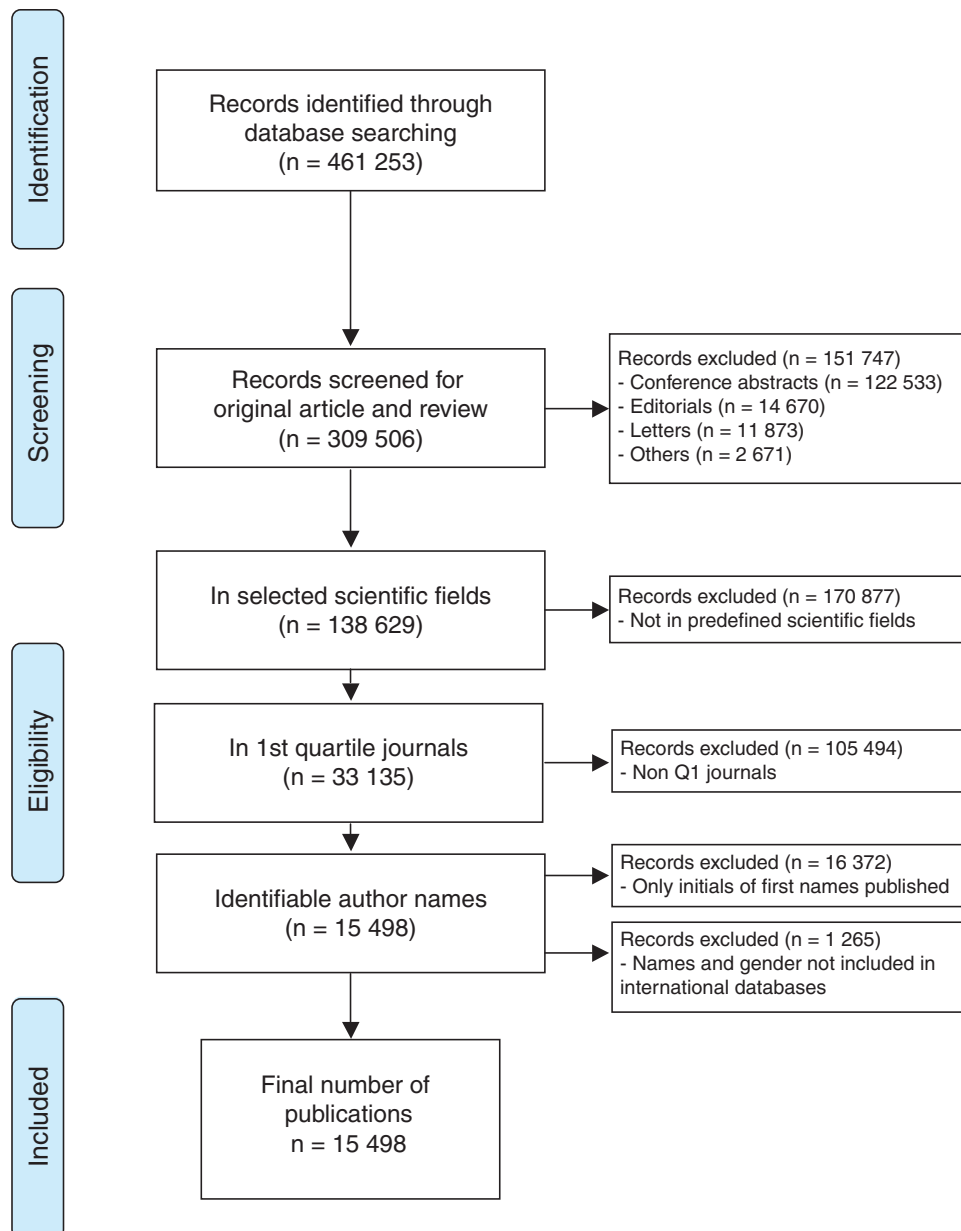 Identification
Records identified through
database searching
(n = 461 253)
Screening
Records screened for
original article and review
(n = 309 506)
Records excluded (n = 151 747)
- Conference abstracts (n = 122 533)
- Editorials (n = 14 670)
- Letters (n = 11 873)
- Others (n = 2 671)
In selected scientific fields
(n = 138 629)
Records excluded (n = 170 877)
- Not in predefined scientific fields
Eligibility
In 1st quartile journals
(n = 33 135)
Records excluded (n = 105 494)
- Non Q1 journals
Identifiable author names
(n = 15 498)
Records excluded (n = 16 372)
- Only initials of first names published
Records excluded (n = 1 265)
- Names and gender not included in
international databases
Included
Final number of
publications
n = 15 498